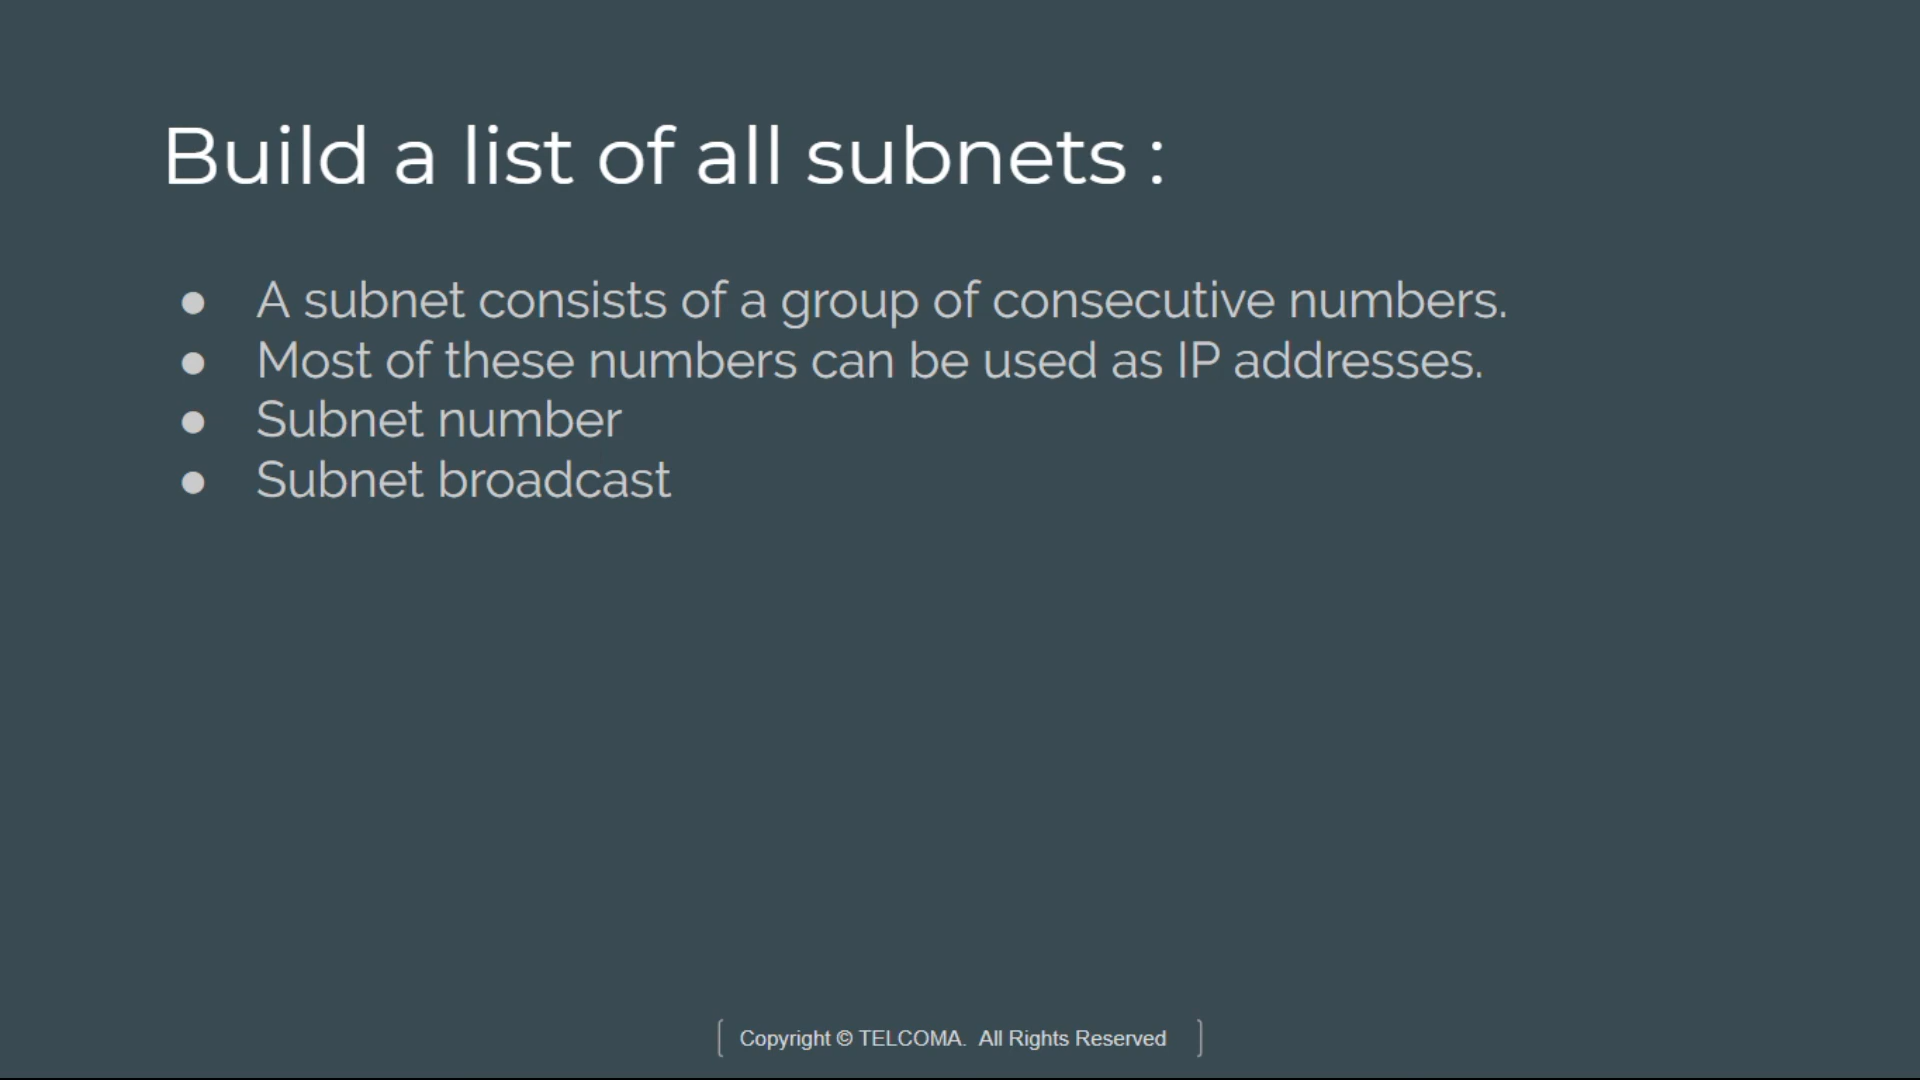 Build a list of all subnets :
● A subnet consists of a group of consecutive numbers.
● Most of these numbers can be used as IP addresses.
● Subnet number
● Subnet broadcast
Copyright © TELCOMA. All Rights Reserved